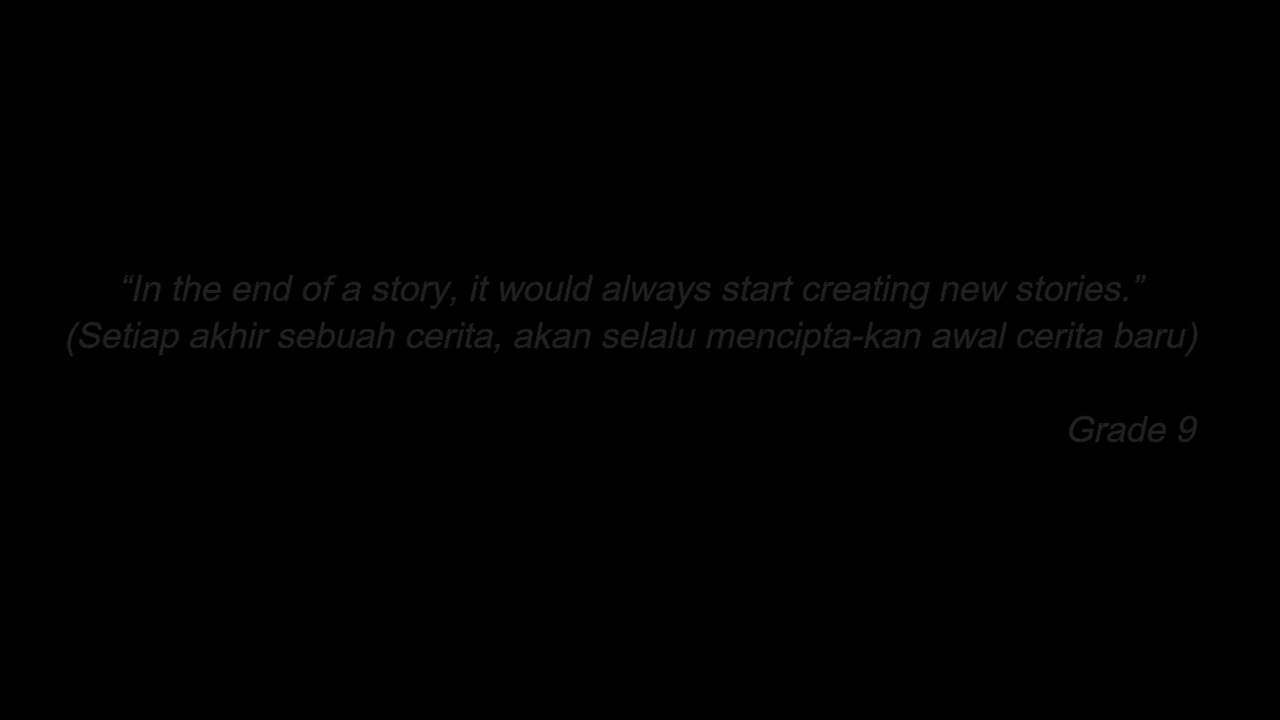 “In the end of a story, it would always start creating new stories.”
(Setiap akhir sebuah cerita, akan selalu mencipta-kan awal cerita baru)
Grade 9